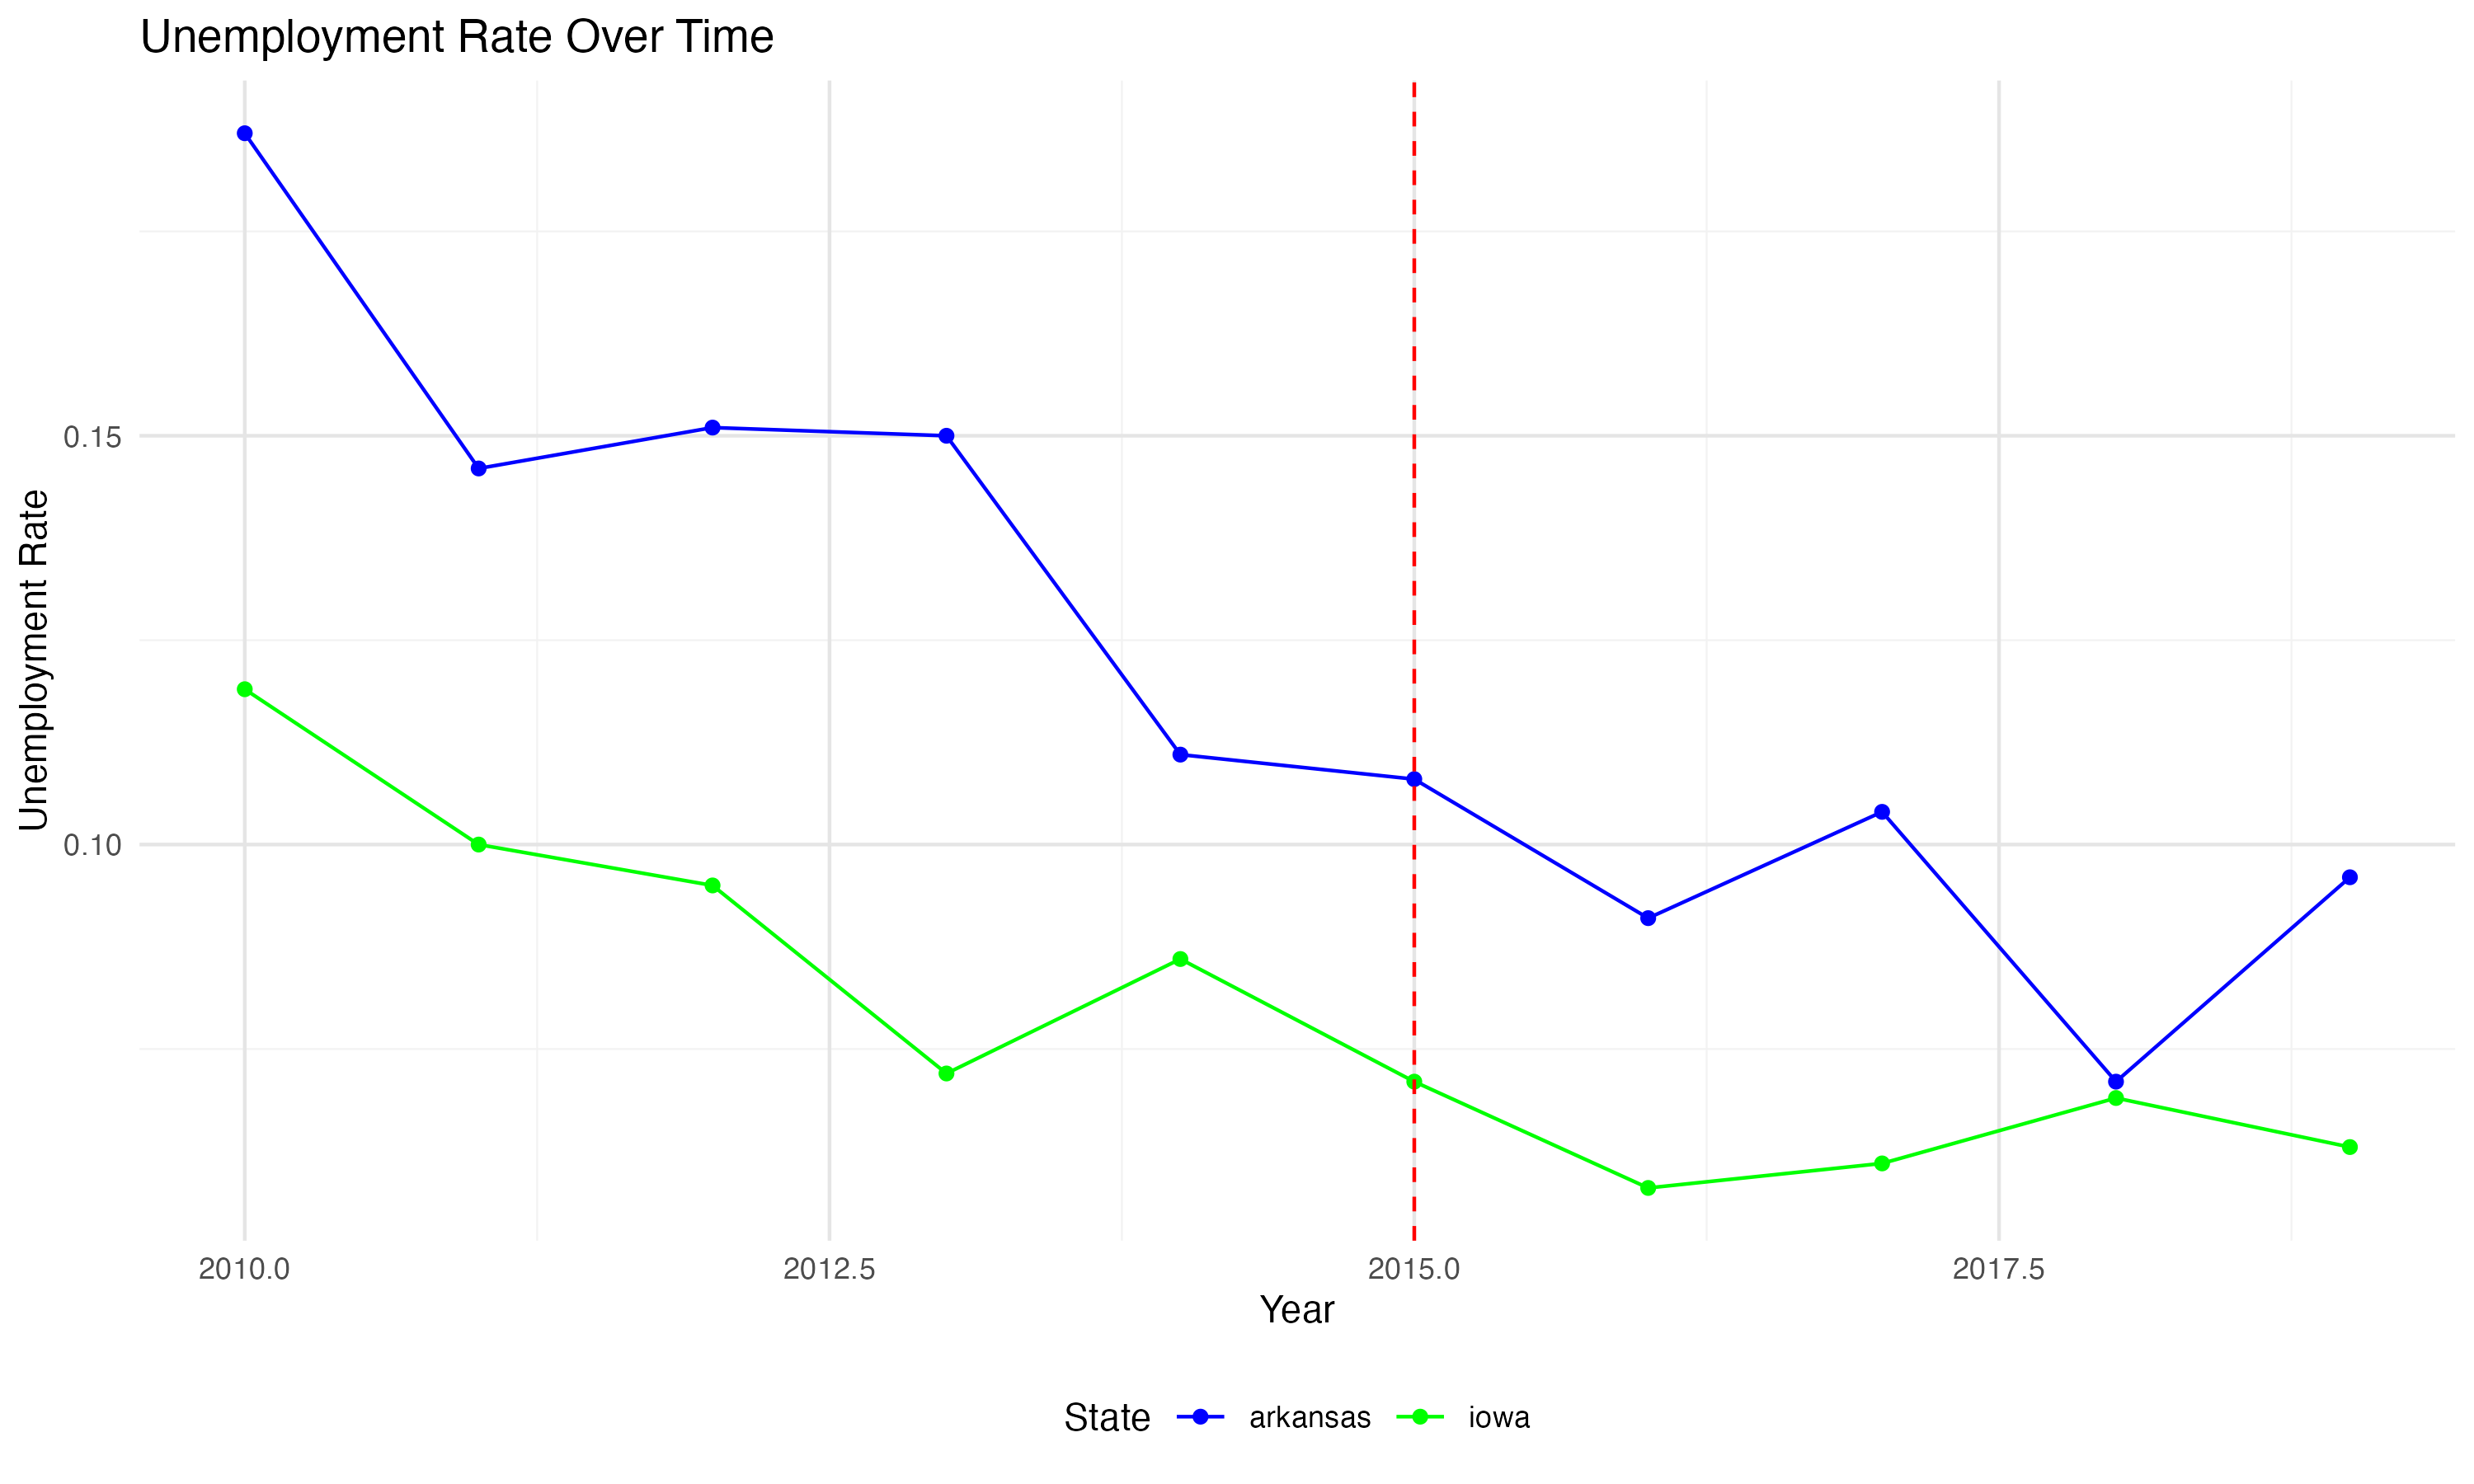 Unemployment Rate Over Time
Unemployment Rate
0.15
0.10
2010.0 2012.5 2015.0 2017.5
Year
State arkansas iowa